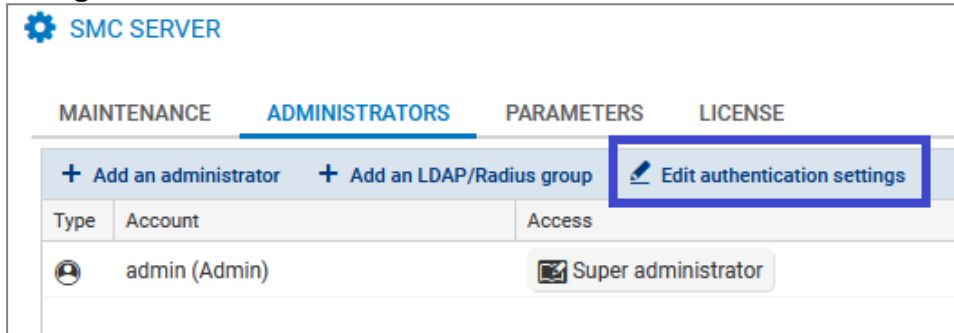 SMC SERVER
MAINTENANCE ADMINISTRATORS PARAMETERS LICENSE
+ Add an administrator + Add an LDAP/Radius group Edit authentication settings
Type Account Access
admin (Admin) Super administrator